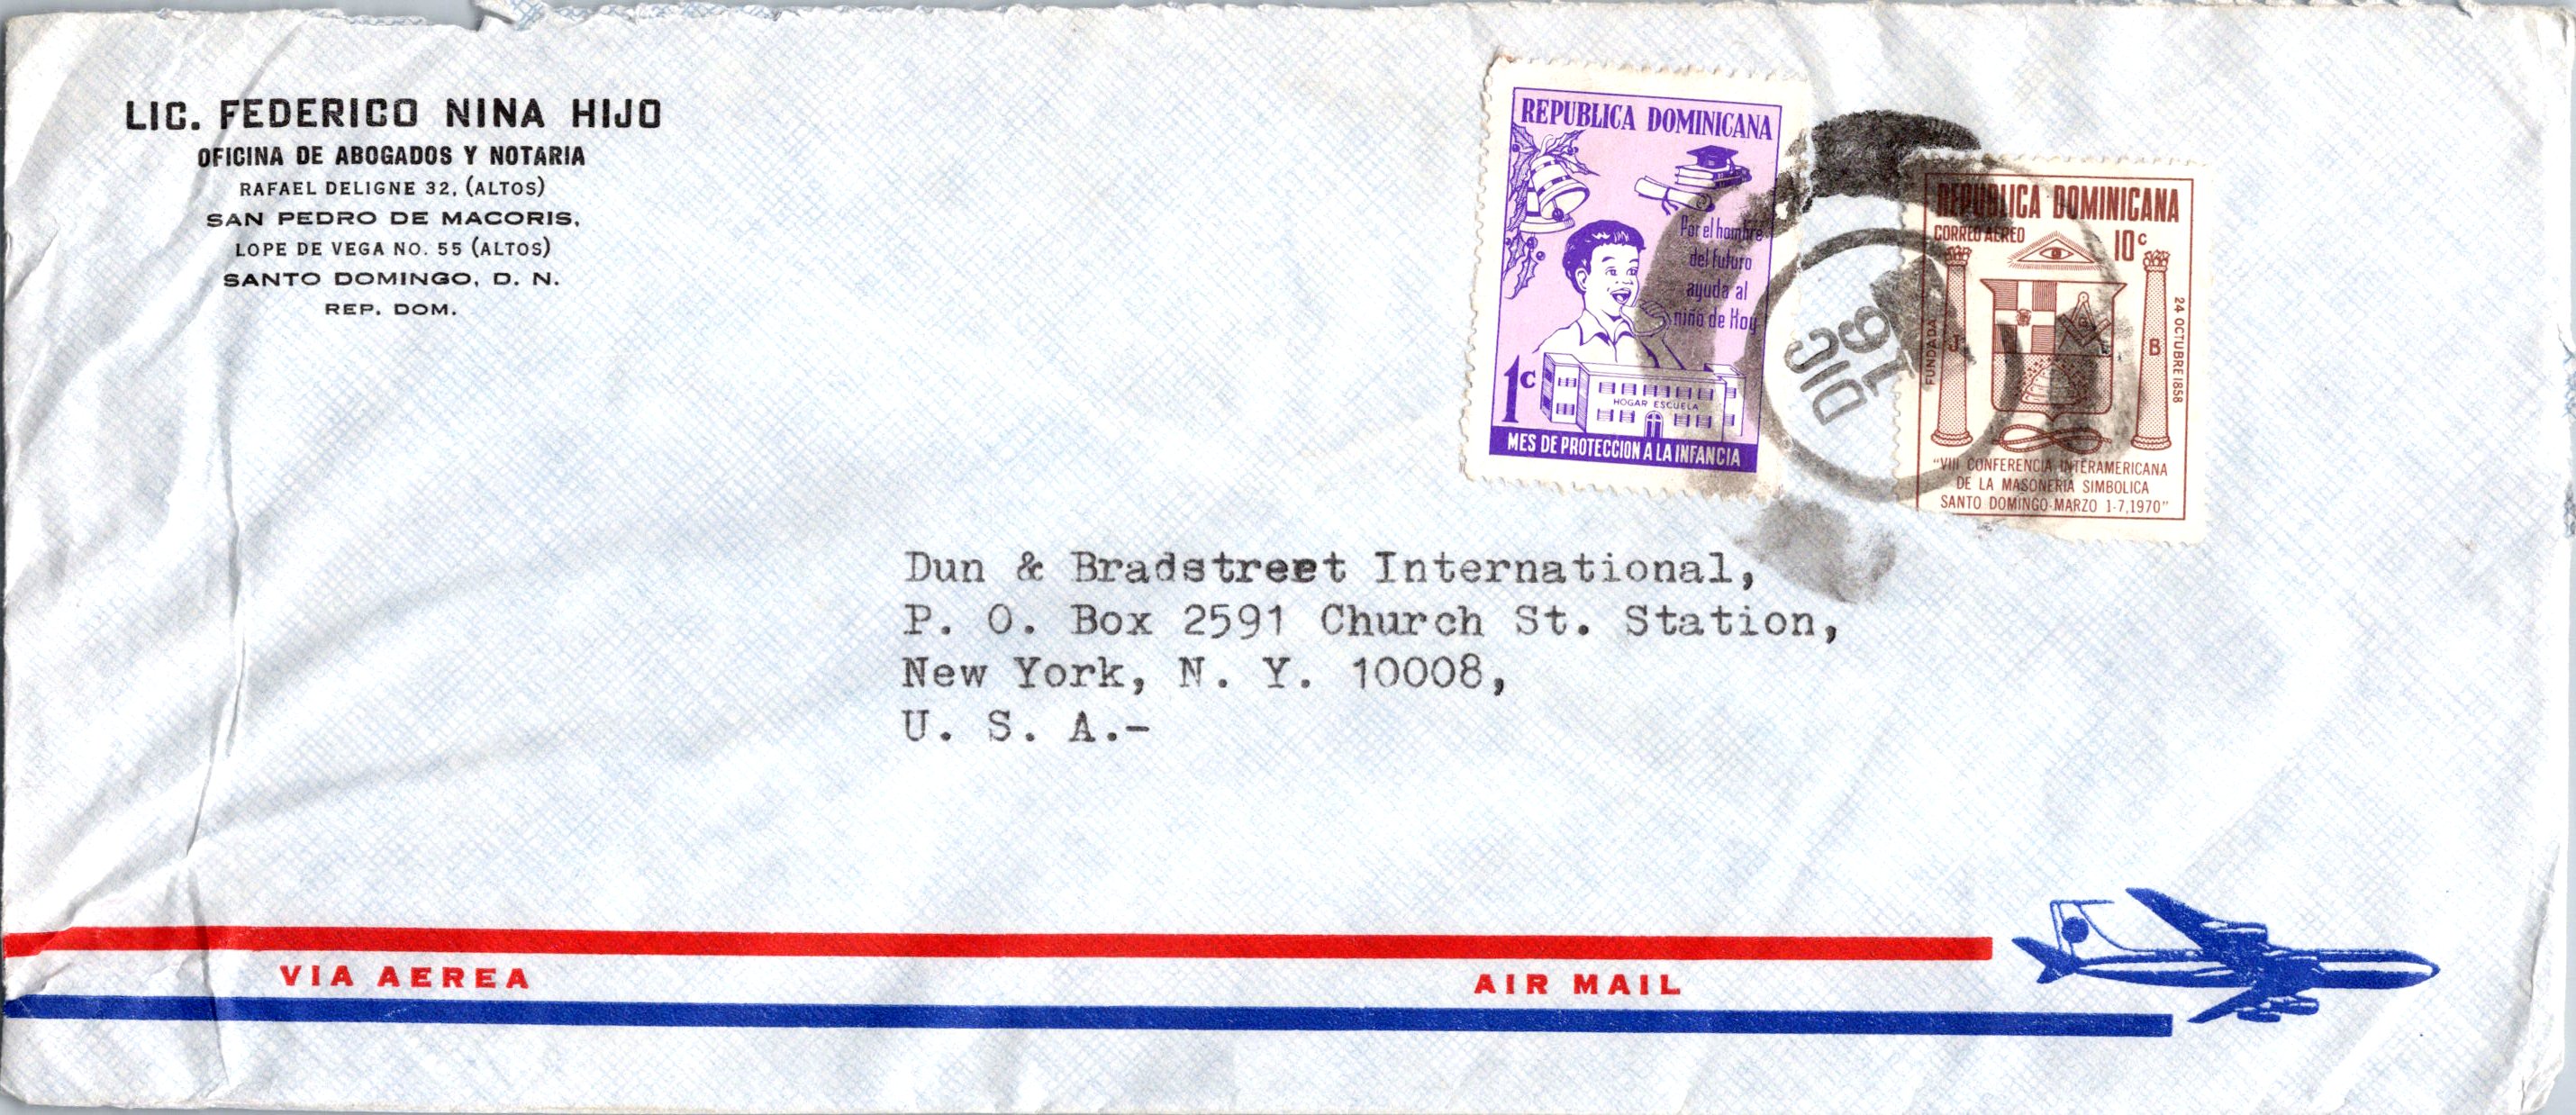 LIC. FEDERICO NINA HIJO
OFICINA DE ABOGADOS Y NOTARIA
RAFAEL DELIGNE 32, (ALTOS)
SAN PEDRO DE MACORIS,
LOPE DE VEGA NO. 55 (ALTOS)
SANTO DOMINGO, D. N.
REP. DOM.
REPUBLICA DOMINICANA
Por el hombre
del futuro
ayuda al
niño de Hoy
1c
HOGAR ESCUELA
MES DE PROTECCION A LA INFANCIA
DIC
16
REPUBLICA DOMINICANA
CORREO AEREO
10c
FUNDADA
J
G
B
24 OCTUBRE 1858
"VIII CONFERENCIA INTERAMERICANA
DE LA MASONERIA SIMBOLICA
SANTO DOMINGO-MARZO 1-7,1970"
Dun & Bradstreet International,
P. O. Box 2591 Church St. Station,
New York, N. Y. 10008,
U. S. A.-
VIA AEREA
AIR MAIL